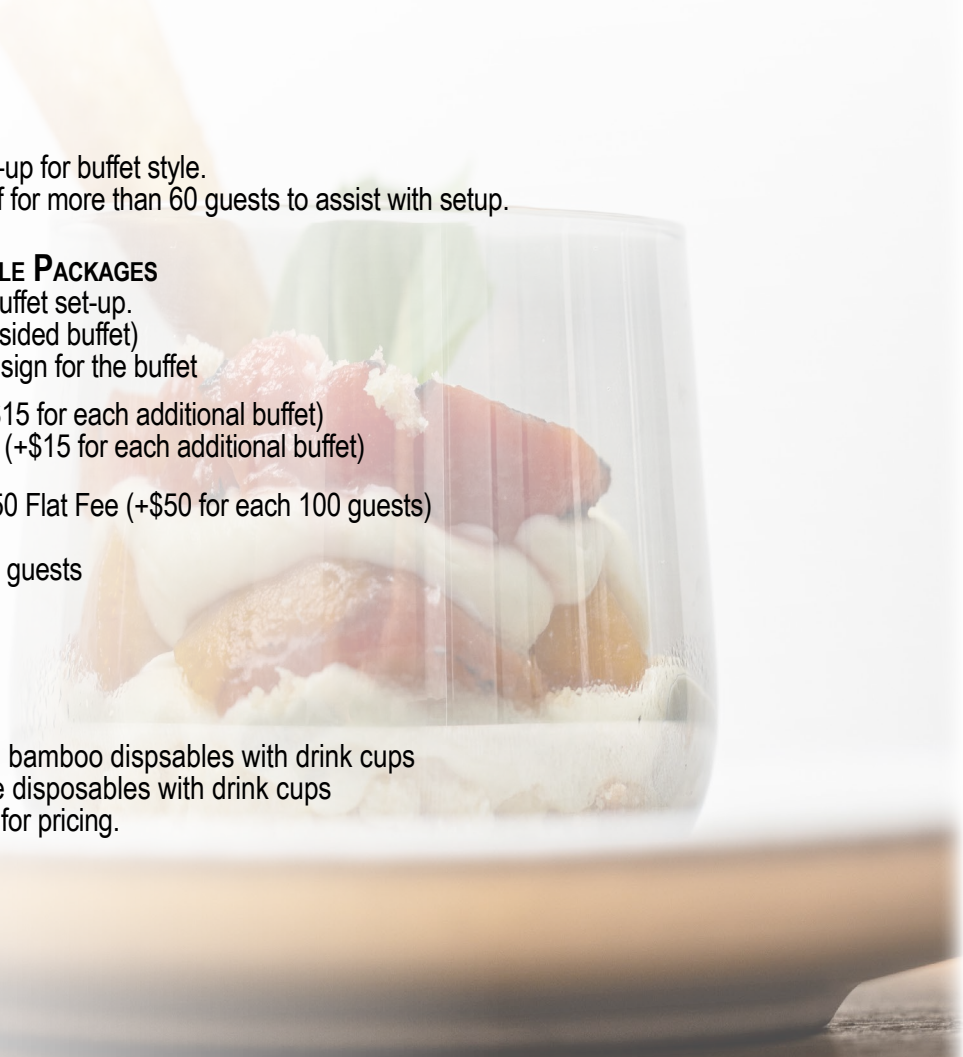 -up for buffet style.
f for more than 60 guests to assist with setup.
LE PACKAGES
uffet set-up.
sided buffet)
sign for the buffet
15 for each additional buffet)
(+$15 for each additional buffet)
50 Flat Fee (+$50 for each 100 guests)
guests
bamboo dispsables with drink cups
e disposables with drink cups
for pricing.